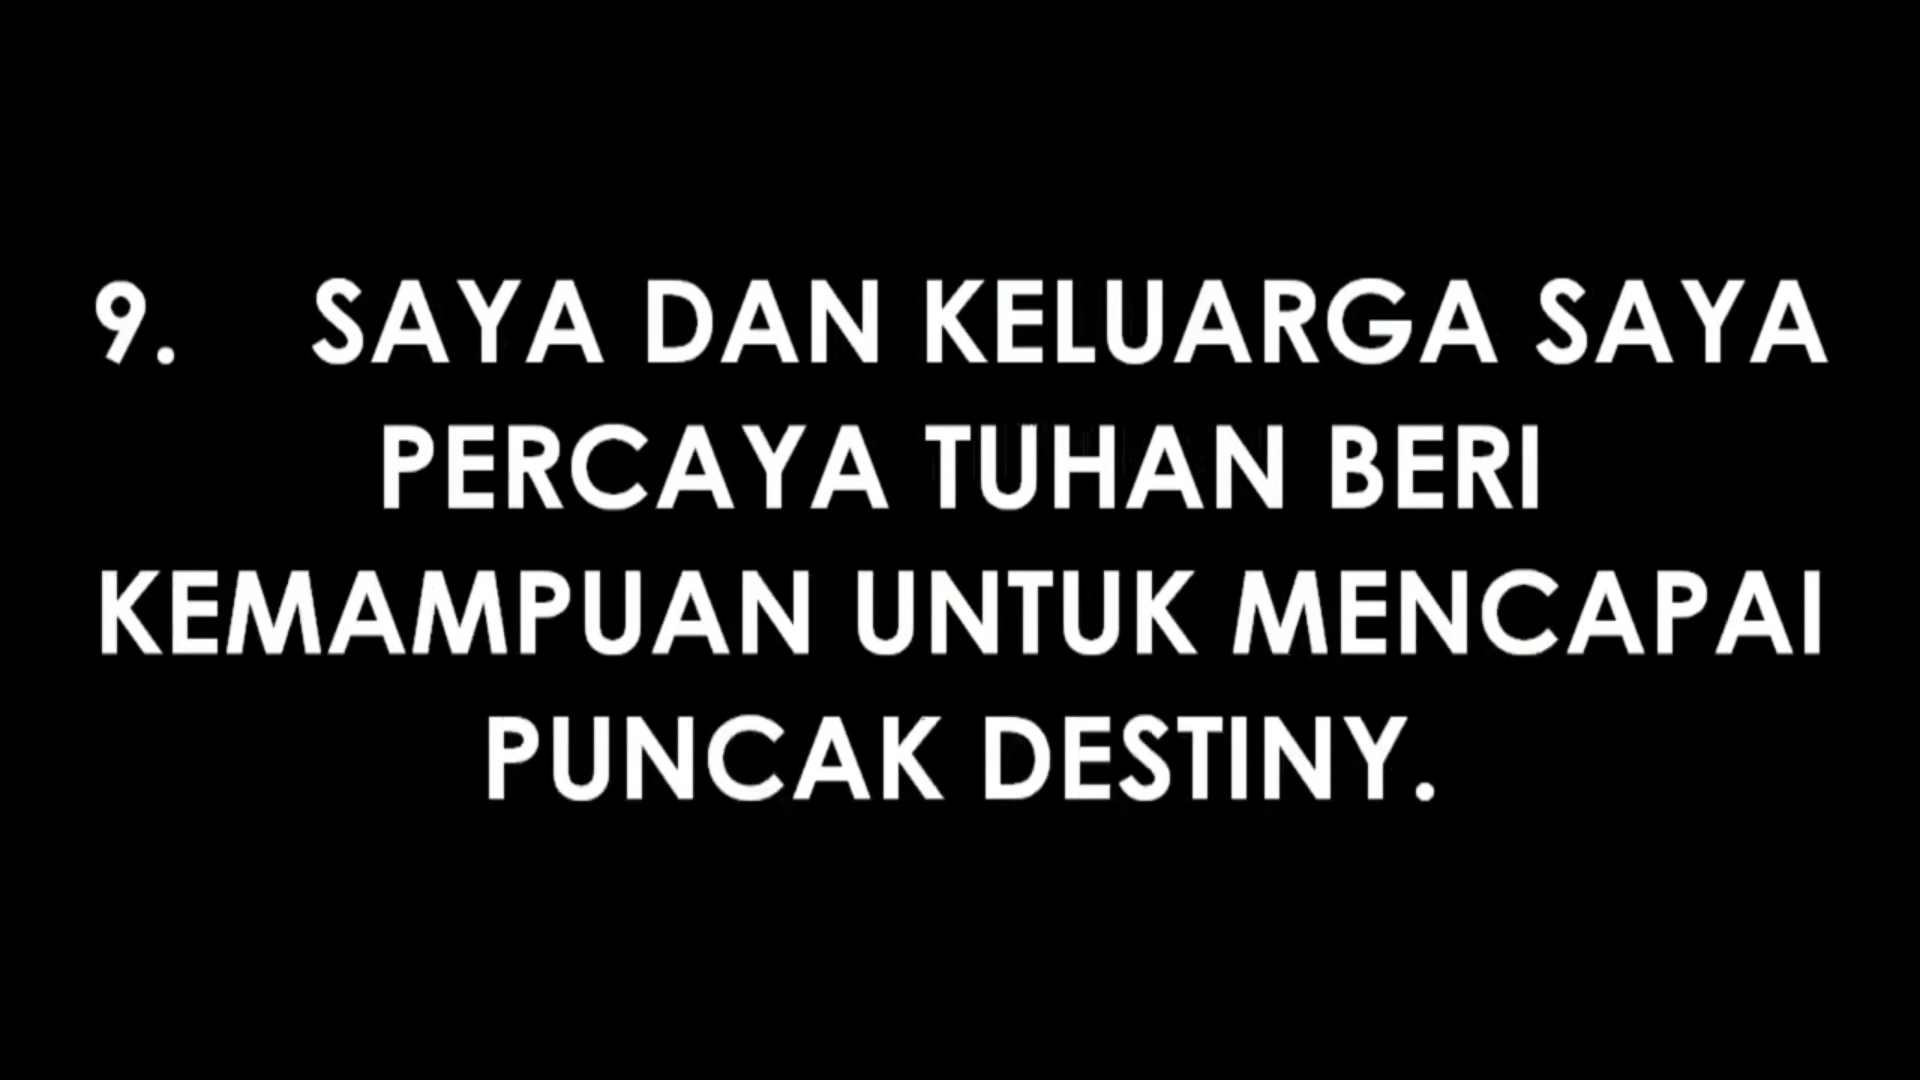 9. SAYA DAN KELUARGA SAYA
PERCAYA TUHAN BERI
KEMAMPUAN UNTUK MENCAPAI
PUNCAK DESTINY.